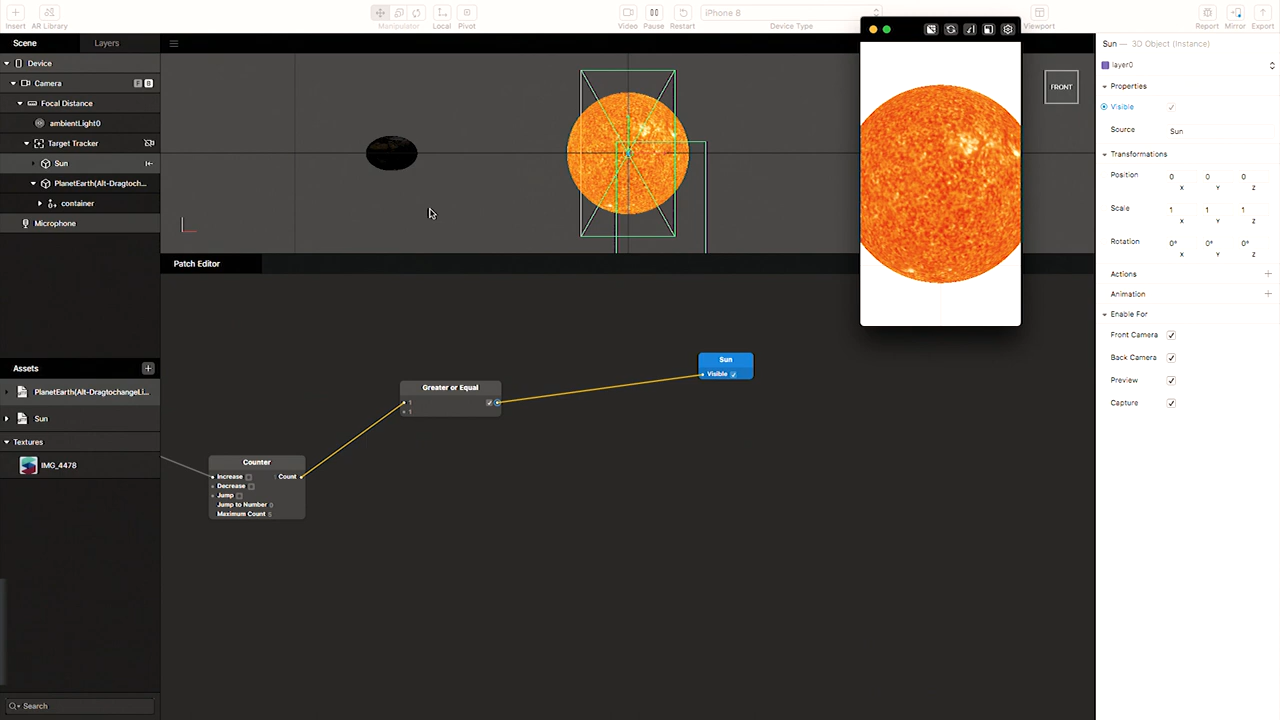 Insert
AR Library
Manipulator
Local
Pivot
Video
Pause
Restart
iPhone 8
Device Type
Viewport
Report
Mirror
Export
Scene
Layers
Device
Camera
F
B
Focal Distance
ambientLight0
Target Tracker
Sun
PlanetEarth(Alt-Dragtoch...
container
Microphone
Assets
PlanetEarth(Alt-DragtochangeLi...
Sun
Textures
IMG_4478
Search
FRONT
Patch Editor
Counter
Increase
Count
Decrease
Jump
Jump to Number 0
Maximum Count 5
Greater or Equal
1
1
Sun
Visible
Sun — 3D Object (Instance)
layer0
Properties
Visible
Source
Sun
Transformations
Position
0
0
0
X
Y
Z
Scale
1
1
1
X
Y
Z
Rotation
0°
0°
0°
X
Y
Z
Actions
Animation
Enable For
Front Camera
Back Camera
Preview
Capture